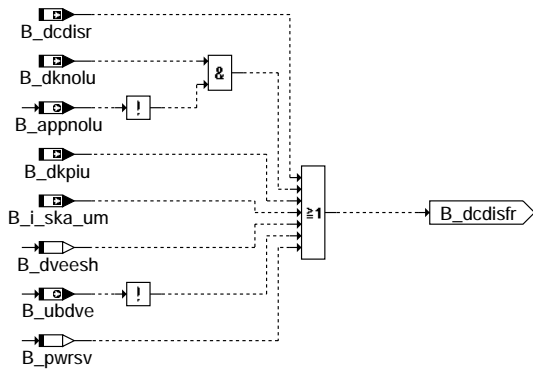 B_dcdisr
B_dknolu
&
B_appnolu
!
B_dkpiu
B_i_ska_um
≧1
B_dcdisfr
B_dveesh
B_ubdve
!
B_pwrsv